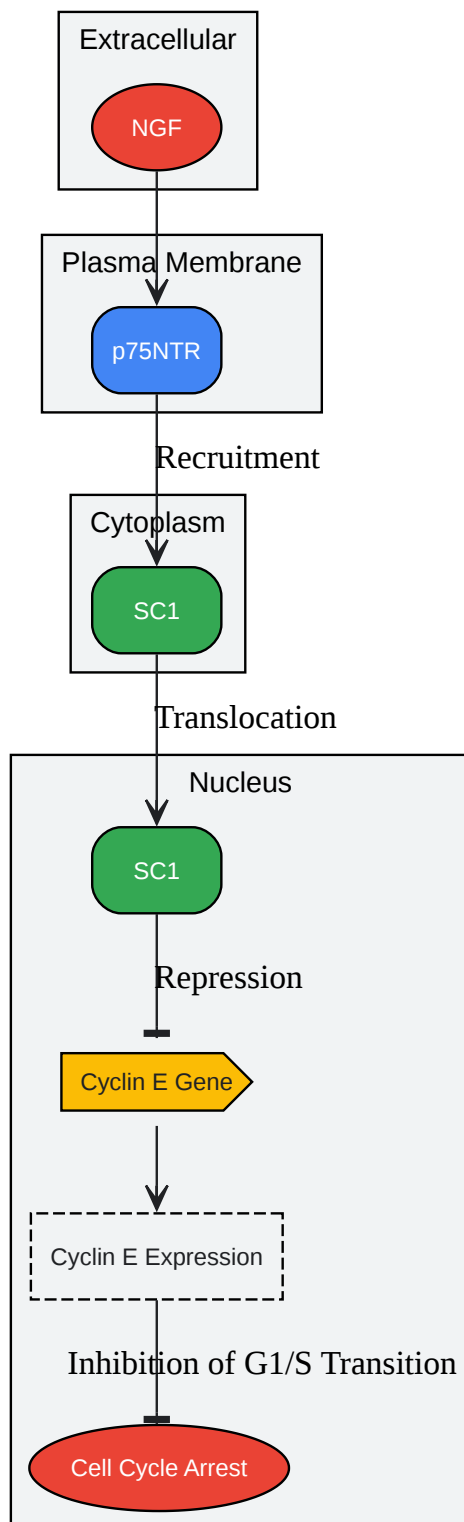 Extracellular
NGF
Plasma Membrane
p75NTR
Recruitment
Cytoplasm
SC1
Translocation
Nucleus
SC1
Repression
Cyclin E Gene
Cyclin E Expression
Inhibition of G1/S Transition
Cell Cycle Arrest